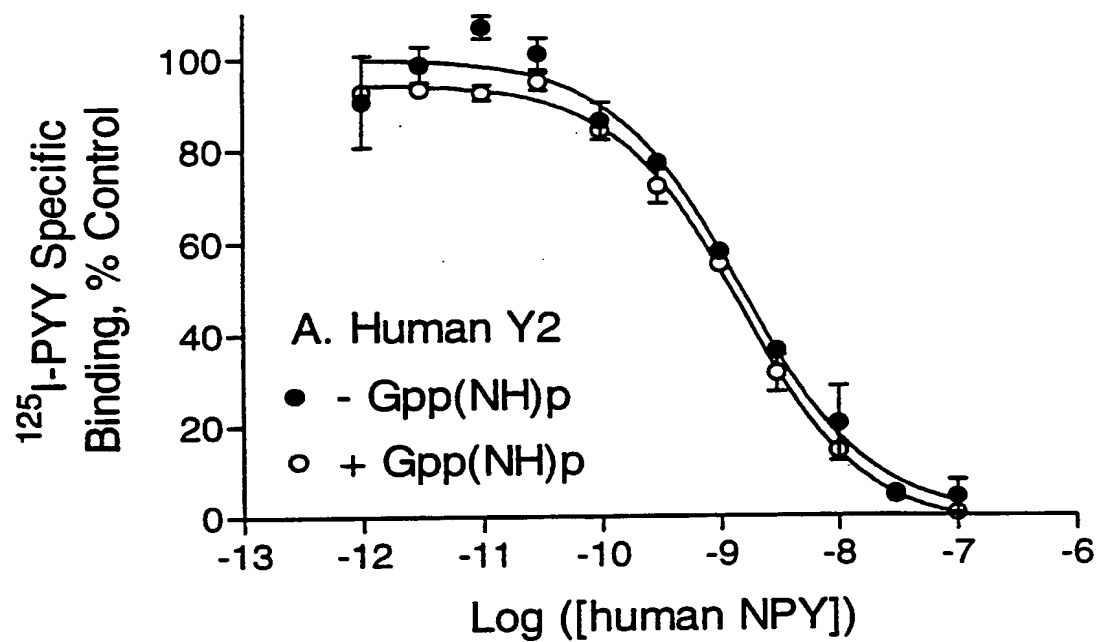 ¹²⁵I-PYY Specific
Binding, % Control
100
80
60
40
20
0
A. Human Y2
● - Gpp(NH)p
○ + Gpp(NH)p
-13 -12 -11 -10 -9 -8 -7 -6
Log ([human NPY])